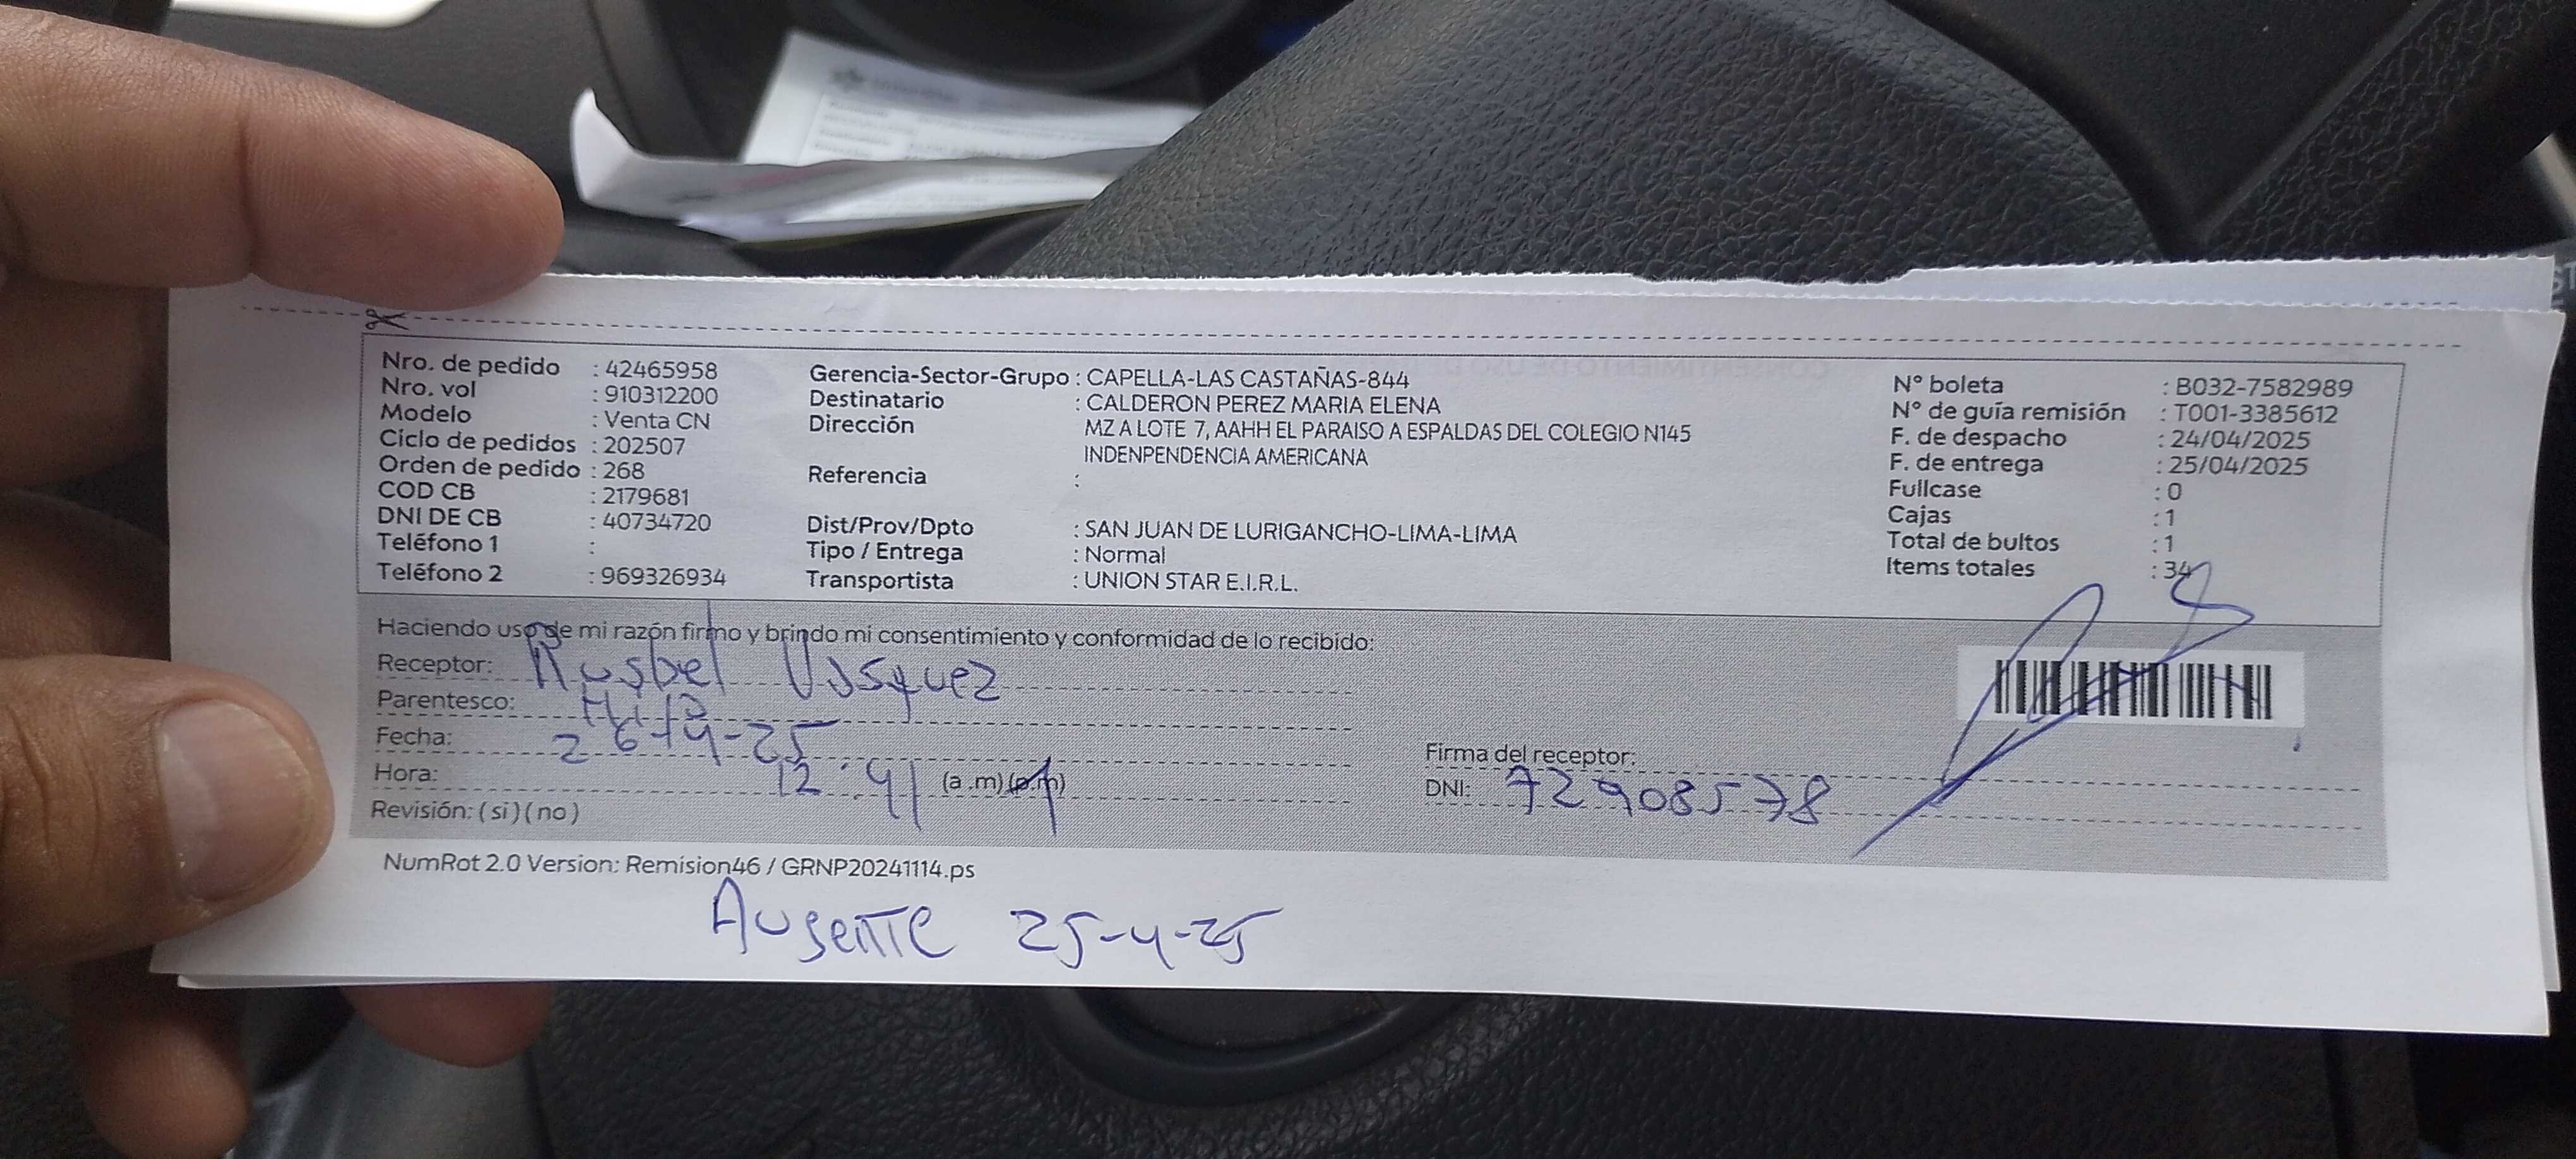 Nro. de pedido : 42465958
Nro. vol : 910312200
Modelo : Venta CN
Ciclo de pedidos : 202507
Orden de pedido : 268
COD CB : 2179681
DNI DE CB : 40734720
Teléfono 1 :
Teléfono 2 : 969326934
Gerencia-Sector-Grupo : CAPELLA-LAS CASTAÑAS-844
Destinatario : CALDERON PEREZ MARIA ELENA
Dirección : MZ A LOTE 7, AAHH EL PARAISO A ESPALDAS DEL COLEGIO N145
INDENPENDENCIA AMERICANA
Referencia :
Dist/Prov/Dpto : SAN JUAN DE LURIGANCHO-LIMA-LIMA
Tipo / Entrega : Normal
Transportista : UNION STAR E.I.R.L.
N° boleta : B032-7582989
N° de guía remisión : T001-3385612
F. de despacho : 24/04/2025
F. de entrega : 25/04/2025
Fullcase : 0
Cajas : 1
Total de bultos : 1
Items totales : 34
Haciendo uso de mi razón firmo y brindo mi consentimiento y conformidad de lo recibido:
Receptor: Rusbel Vasquez
Parentesco: Hijo
Fecha: 26-4-25
Hora: 12:41 (a .m) (p.m)
Revisión: ( si ) ( no )
Firma del receptor:
DNI: 72908578
NumRot 2.0 Version: Remision46 / GRNP20241114.ps
Ausente 25-4-25